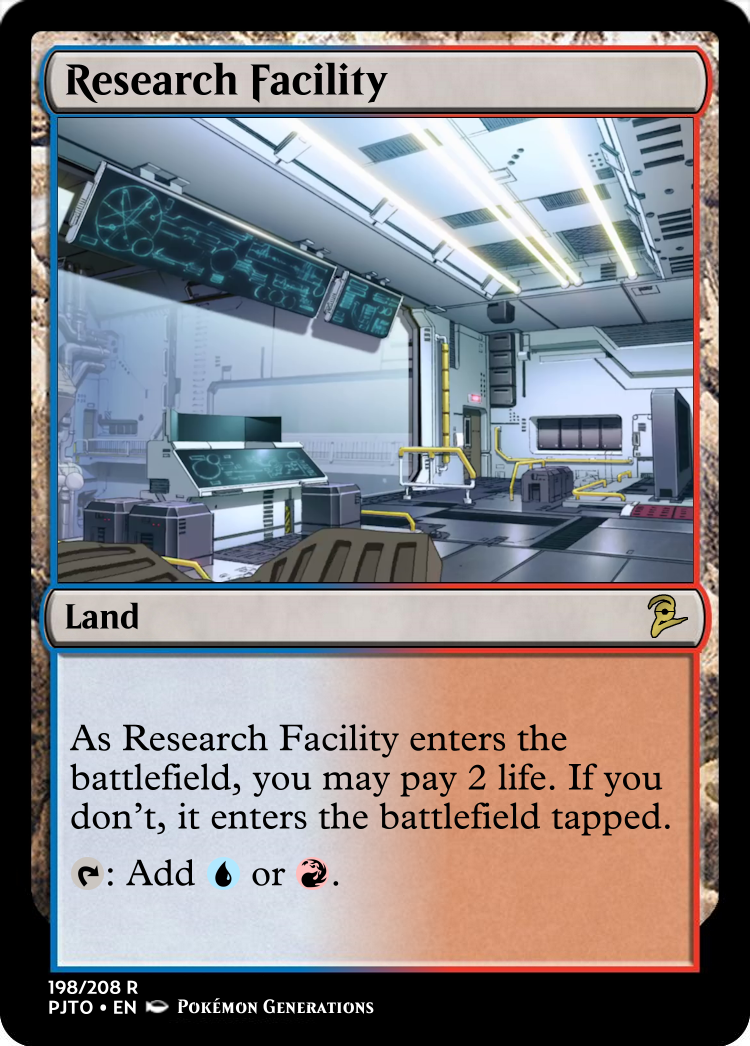 Research Facility
Land
As Research Facility enters the
battlefield, you may pay 2 life. If you
don't, it enters the battlefield tapped.
: Add or .
198/208 R
PJTO • EN Pokémon Generations